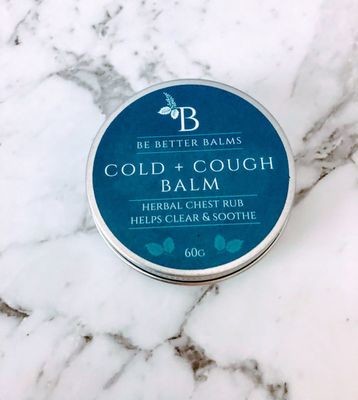 B
BE BETTER BALMS
COLD + COUGH
BALM
HERBAL CHEST RUB
HELPS CLEAR & SOOTHE
60G